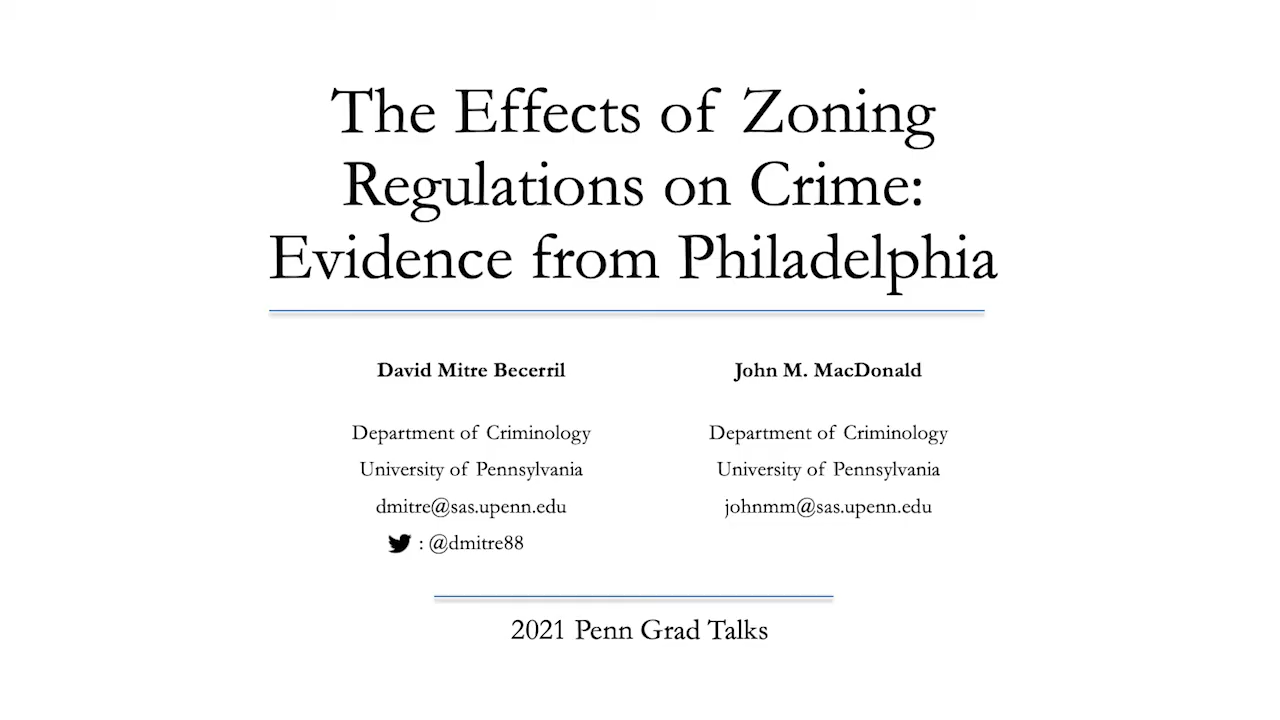 The Effects of Zoning
Regulations on Crime:
Evidence from Philadelphia
David Mitre Becerril
Department of Criminology
University of Pennsylvania
dmitre@sas.upenn.edu
: @dmitre88
John M. MacDonald
Department of Criminology
University of Pennsylvania
johnmm@sas.upenn.edu
2021 Penn Grad Talks